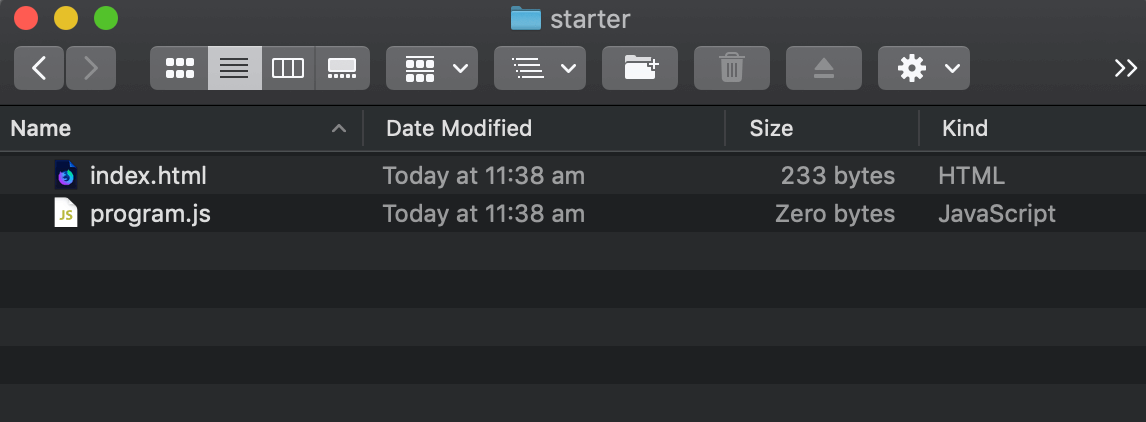 starter
Name Date Modified Size Kind
index.html Today at 11:38 am 233 bytes HTML
JS program.js Today at 11:38 am Zero bytes JavaScript